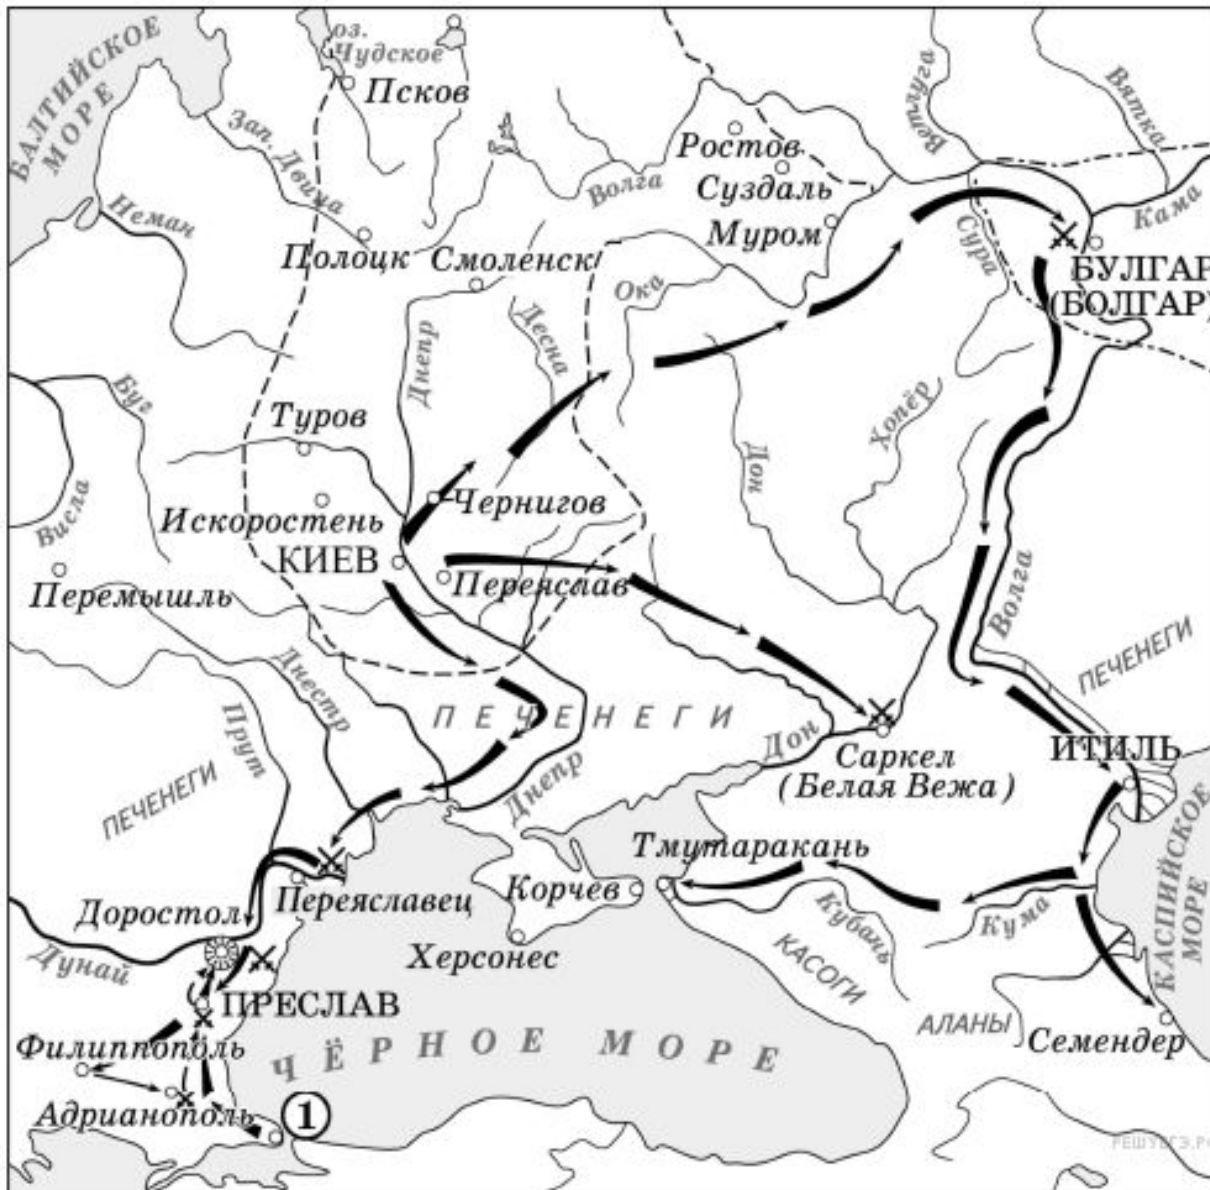 БАЛТИЙСКОЕ
МОРЕ
оз.
Чудское
Псков
Зап. Двина
Неман
Полоцк
Смоленск
Волга
Ростов
Суздаль
Муром
Ветлуга
Вятка
Кама
Сура
БУЛГАР
(БОЛГАР)
Ока
Десна
Днепр
Буг
Туров
Висла
Искоростень
Чернигов
КИЕВ
Переяслав
Перемышль
Дон
Хопёр
Волга
ПЕЧЕНЕГИ
Днестр
Прут
ПЕЧЕНЕГИ
ПЕЧЕНЕГИ
Днепр
Дон
Саркел
(Белая Вежа)
ИТИЛЬ
КАСПИЙСКОЕ
МОРЕ
Тмутаракань
Корчев
Переяславец
Доростол
Дунай
Херсонес
Кубань
Кума
КАСОГИ
АЛАНЫ
Семендер
ПРЕСЛАВ
Филиппополь
ЧЁРНОЕ МОРЕ
Адрианополь
1
РЕШУЕГЭ.РФ